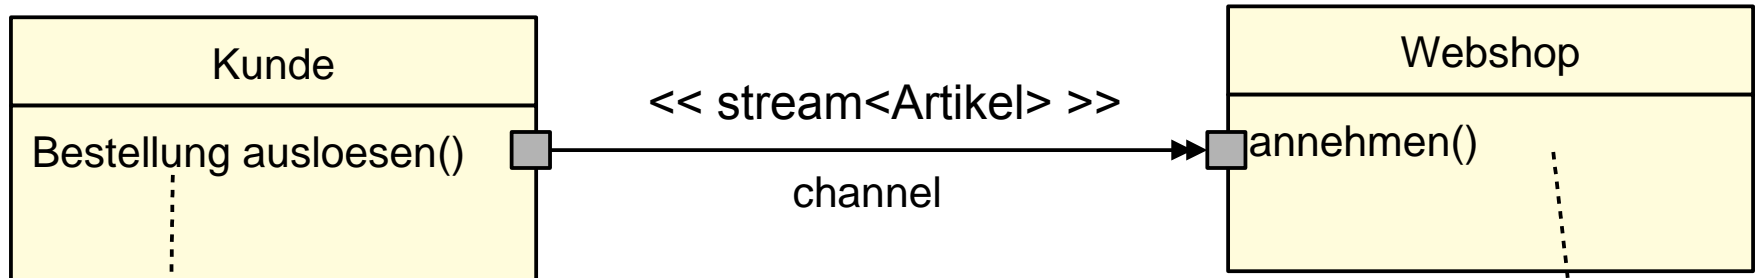 Kunde
Webshop
<< stream<Artikel> >>
Bestellung ausloesen()
annehmen()
channel